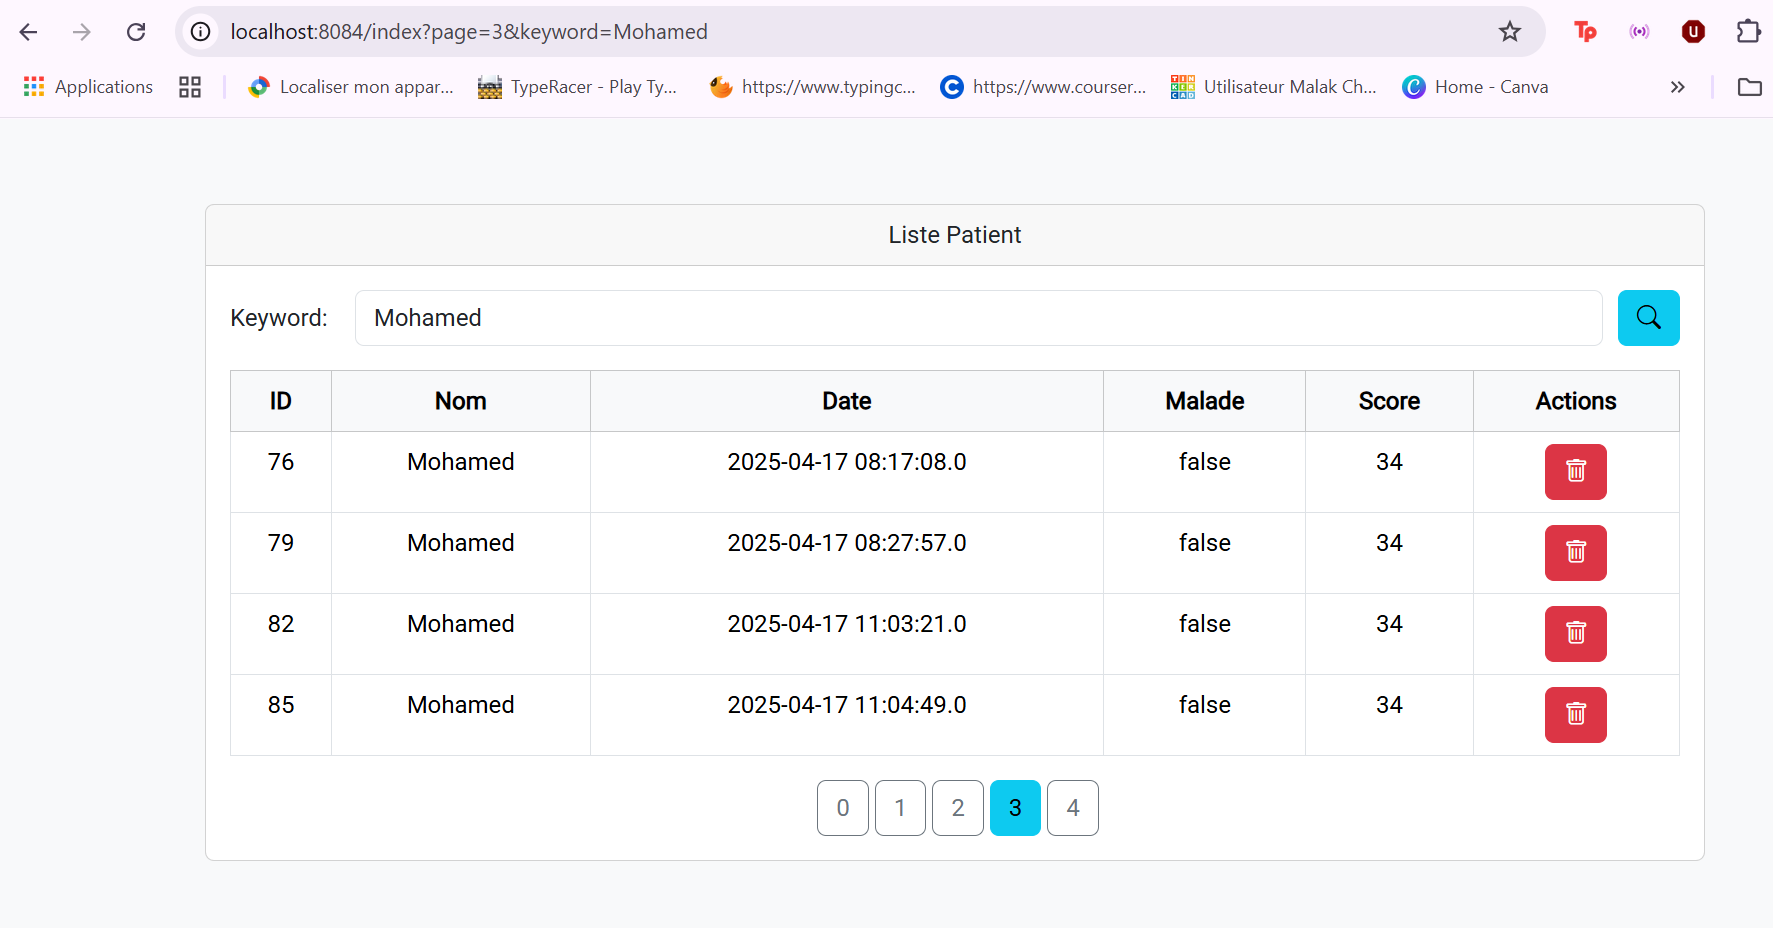 localhost:8084/index?page=3&keyword=Mohamed
Tp
Applications
Localiser mon appar...
TypeRacer - Play Ty...
https://www.typingc...
https://www.courser...
TIN KER CAD
Utilisateur Malak Ch...
Home - Canva
Liste Patient
Keyword: Mohamed
ID Nom Date Malade Score Actions
76 Mohamed 2025-04-17 08:17:08.0 false 34
79 Mohamed 2025-04-17 08:27:57.0 false 34
82 Mohamed 2025-04-17 11:03:21.0 false 34
85 Mohamed 2025-04-17 11:04:49.0 false 34
0 1 2 3 4